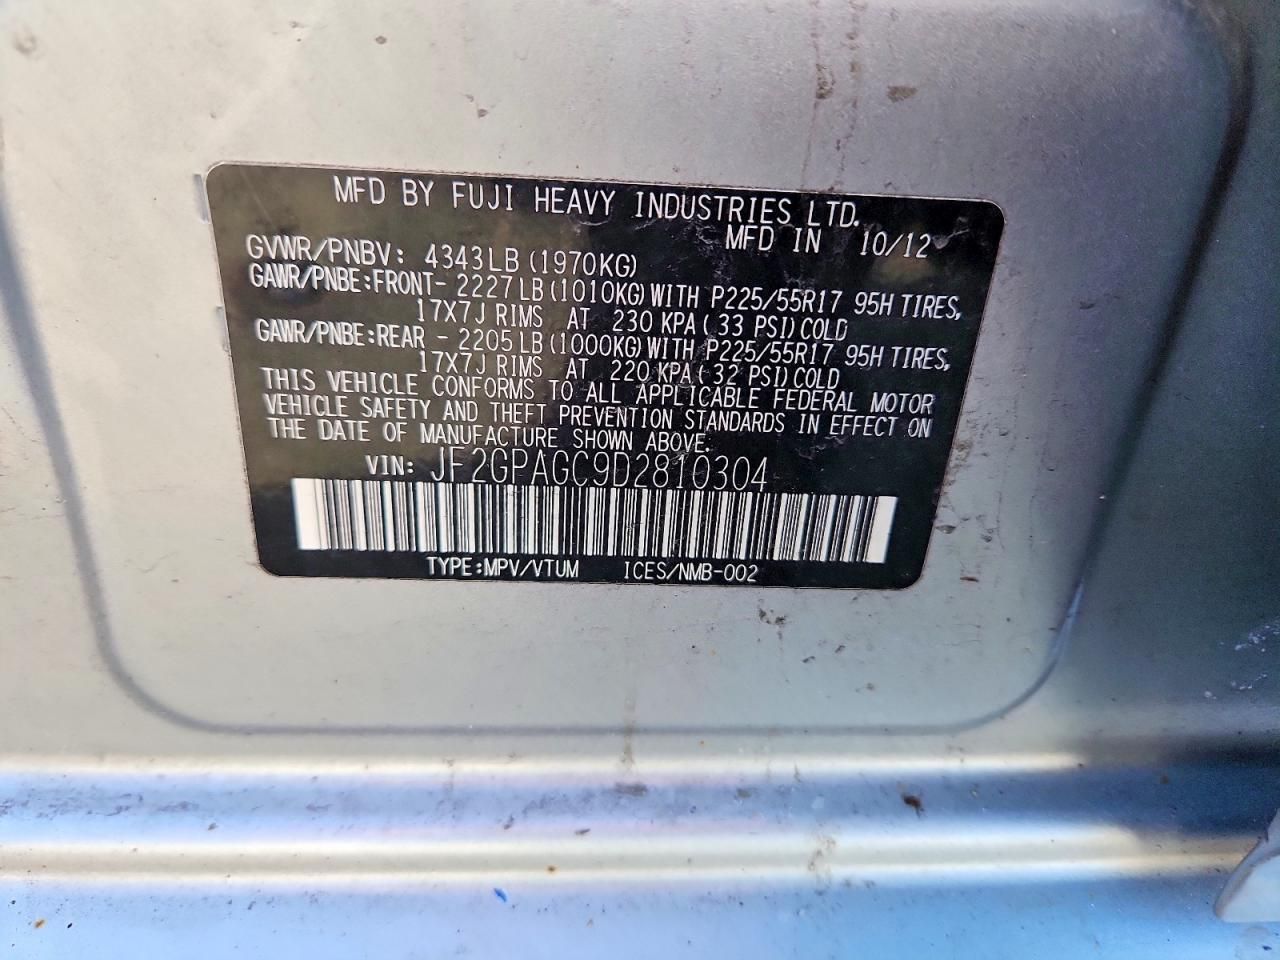 MFD BY FUJI HEAVY INDUSTRIES LTD.
MFD IN 10/12
GVWR/PNBV: 4343LB (1970KG)
GAWR/PNBE:FRONT- 2227LB (1010KG) WITH P225/55R17 95H TIRES,
17X7J RIMS AT 230 KPA ( 33 PSI) COLD
GAWR/PNBE:REAR - 2205LB (1000KG) WITH P225/55R17 95H TIRES,
17X7J RIMS AT 220 KPA ( 32 PSI) COLD
THIS VEHICLE CONFORMS TO ALL APPLICABLE FEDERAL MOTOR
VEHICLE SAFETY AND THEFT PREVENTION STANDARDS IN EFFECT ON
THE DATE OF MANUFACTURE SHOWN ABOVE.
VIN: JF2GPAGC9D2810304
TYPE:MPV/VTUM ICES/NMB-002